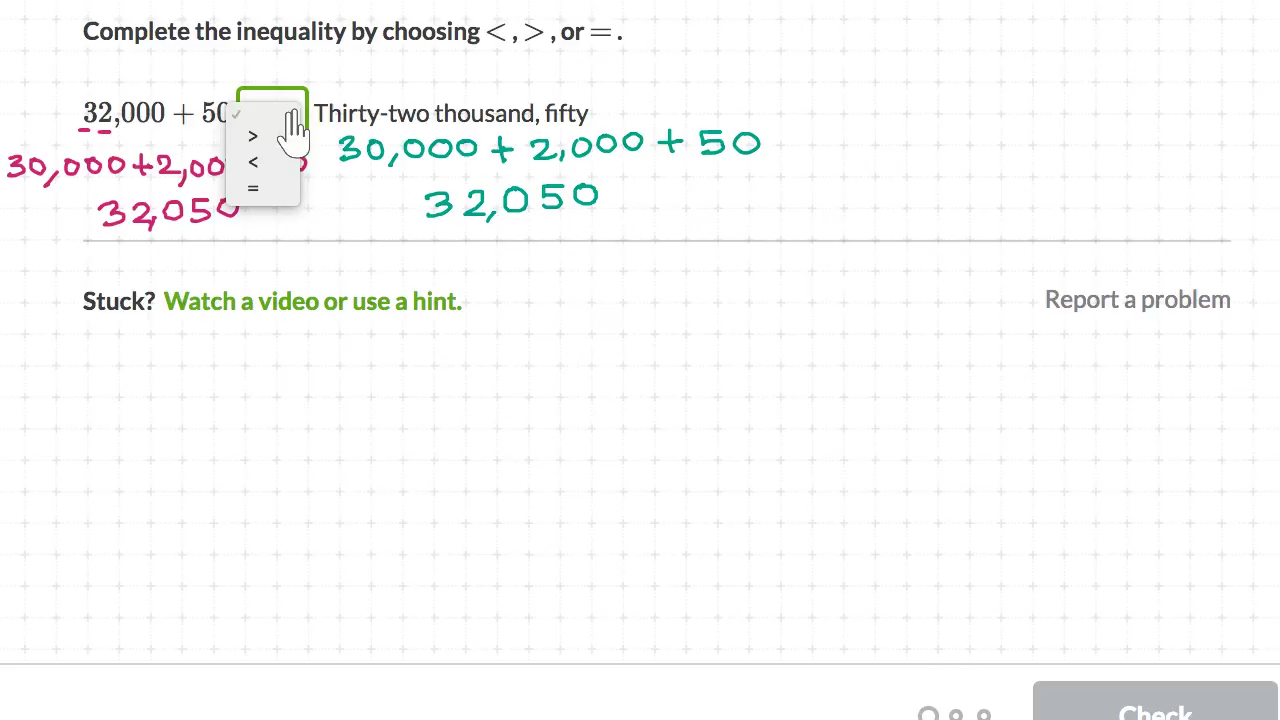 Complete the inequality by choosing <, >, or =.
32,000 + 50 Thirty-two thousand, fifty
>
<
=
30,000 + 2,000 + 50
32,050
32,050
Stuck? Watch a video or use a hint.
Report a problem
Check